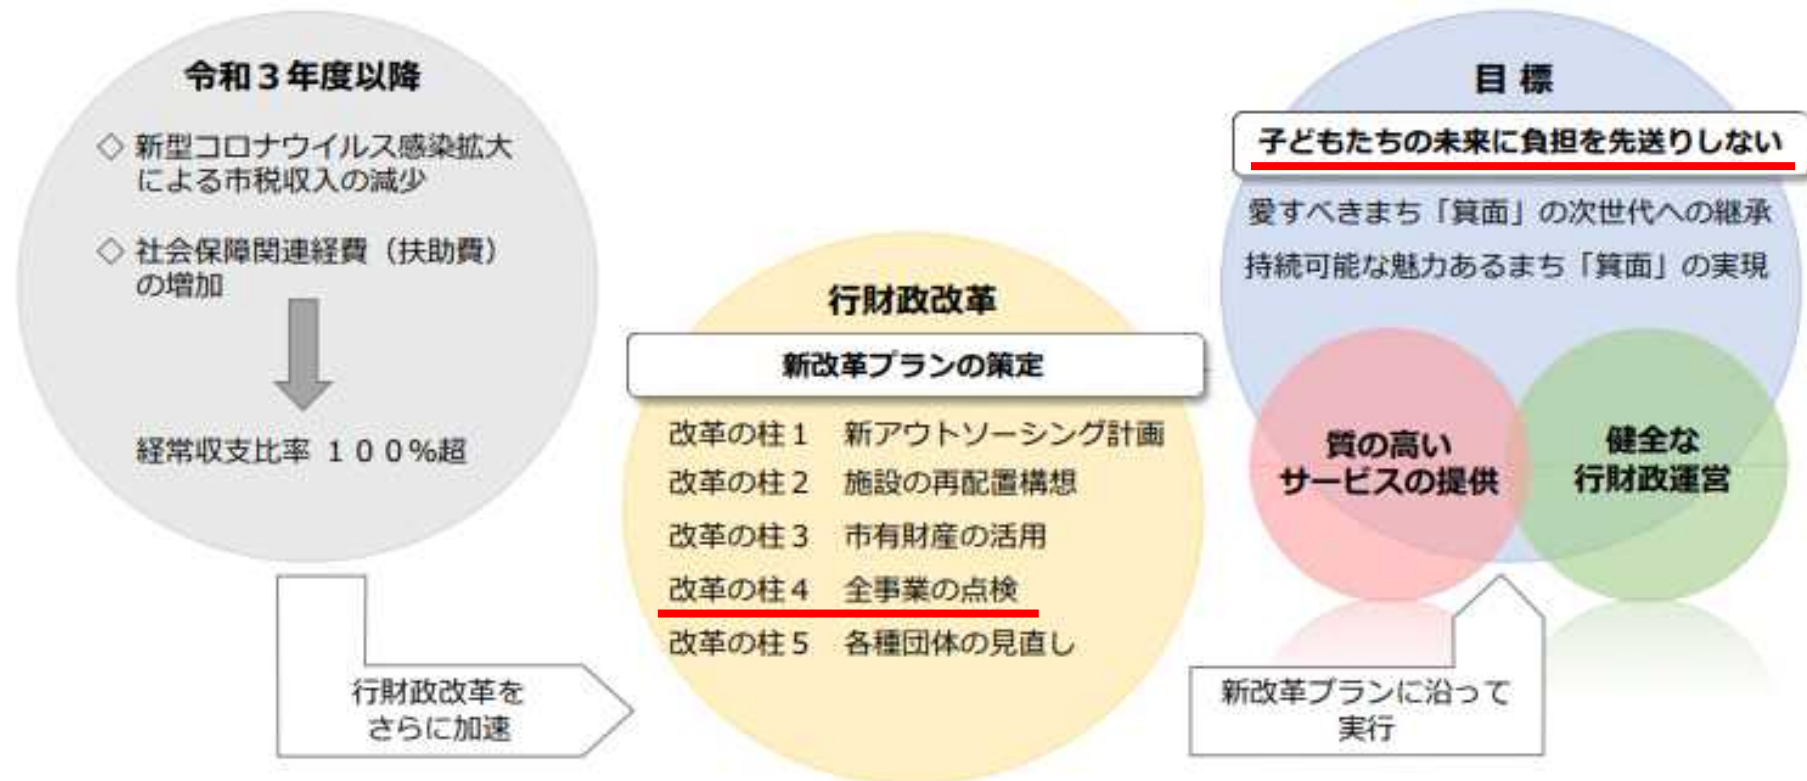 令和３年度以降
◇ 新型コロナウイルス感染拡大
による市税収入の減少
◇ 社会保障関連経費（扶助費）
の増加
経常収支比率 １００％超
行財政改革を
さらに加速
行財政改革
新改革プランの策定
改革の柱１　新アウトソーシング計画
改革の柱２　施設の再配置構想
改革の柱３　市有財産の活用
改革の柱４　全事業の点検
改革の柱５　各種団体の見直し
新改革プランに沿って
実行
目 標
子どもたちの未来に負担を先送りしない
愛すべきまち「箕面」の次世代への継承
持続可能な魅力あるまち「箕面」の実現
質の高い
サービスの提供
健全な
行財政運営